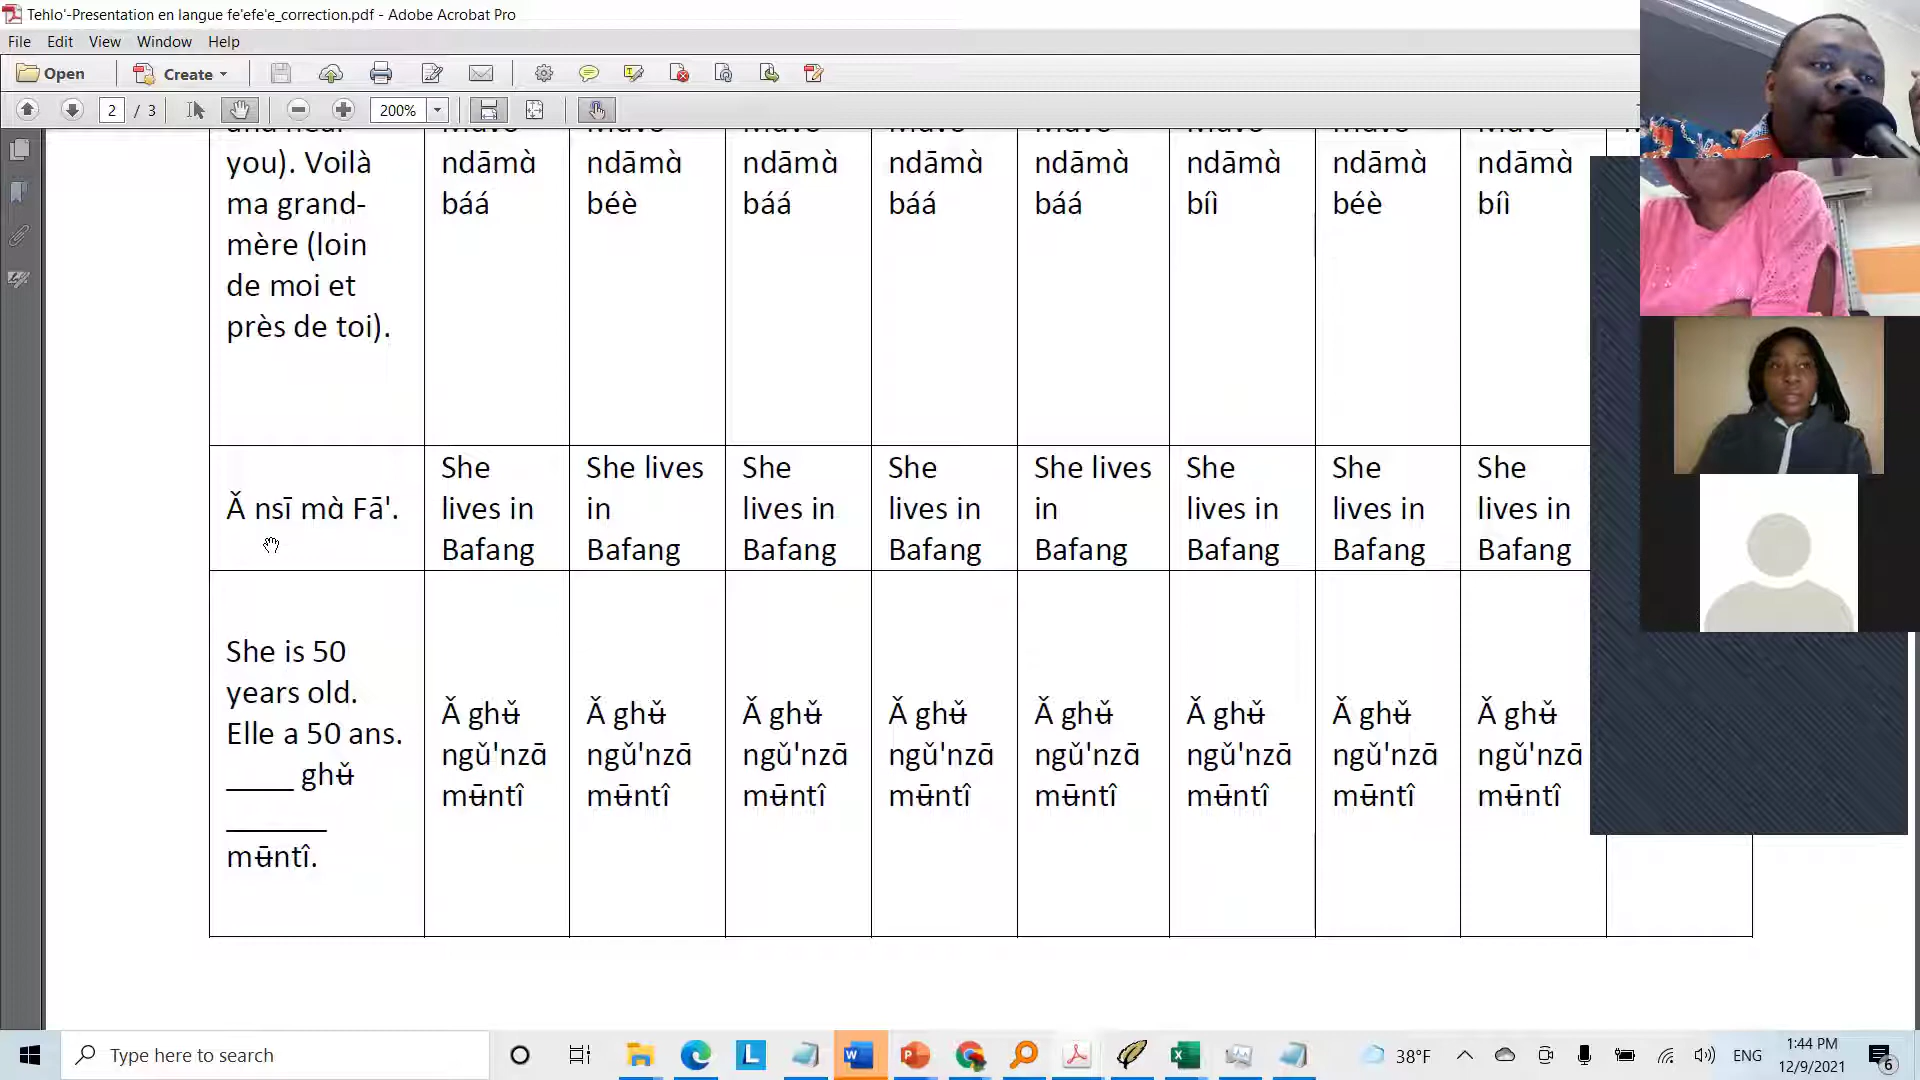 Tehlo'-Presentation en langue fe'efe'e_correction.pdf - Adobe Acrobat Pro
File Edit View Window Help
Open Create
2 / 3 200%
you). Voilà
ma grand-
mère (loin
de moi et
près de toi).
ndāmà
báá
ndāmà
béè
ndāmà
báá
ndāmà
báá
ndāmà
báá
ndāmà
bíì
ndāmà
béè
ndāmà
bíì
Ǎ nsī mà Fā'.
She
lives in
Bafang
She lives
in
Bafang
She
lives in
Bafang
She
lives in
Bafang
She lives
in
Bafang
She
lives in
Bafang
She
lives in
Bafang
She
lives in
Bafang
She is 50
years old.
Elle a 50 ans.
____ ghʉ̌
______
mʉ̄ntî.
Ǎ ghʉ̌
ngǔ'nzā
mʉ̄ntî
Ǎ ghʉ̌
ngǔ'nzā
mʉ̄ntî
Ǎ ghʉ̌
ngǔ'nzā
mʉ̄ntî
Ǎ ghʉ̌
ngǔ'nzā
mʉ̄ntî
Ǎ ghʉ̌
ngǔ'nzā
mʉ̄ntî
Ǎ ghʉ̌
ngǔ'nzā
mʉ̄ntî
Ǎ ghʉ̌
ngǔ'nzā
mʉ̄ntî
Ǎ ghʉ̌
ngǔ'nzā
mʉ̄ntî
Type here to search
38°F
ENG
1:44 PM
12/9/2021
6